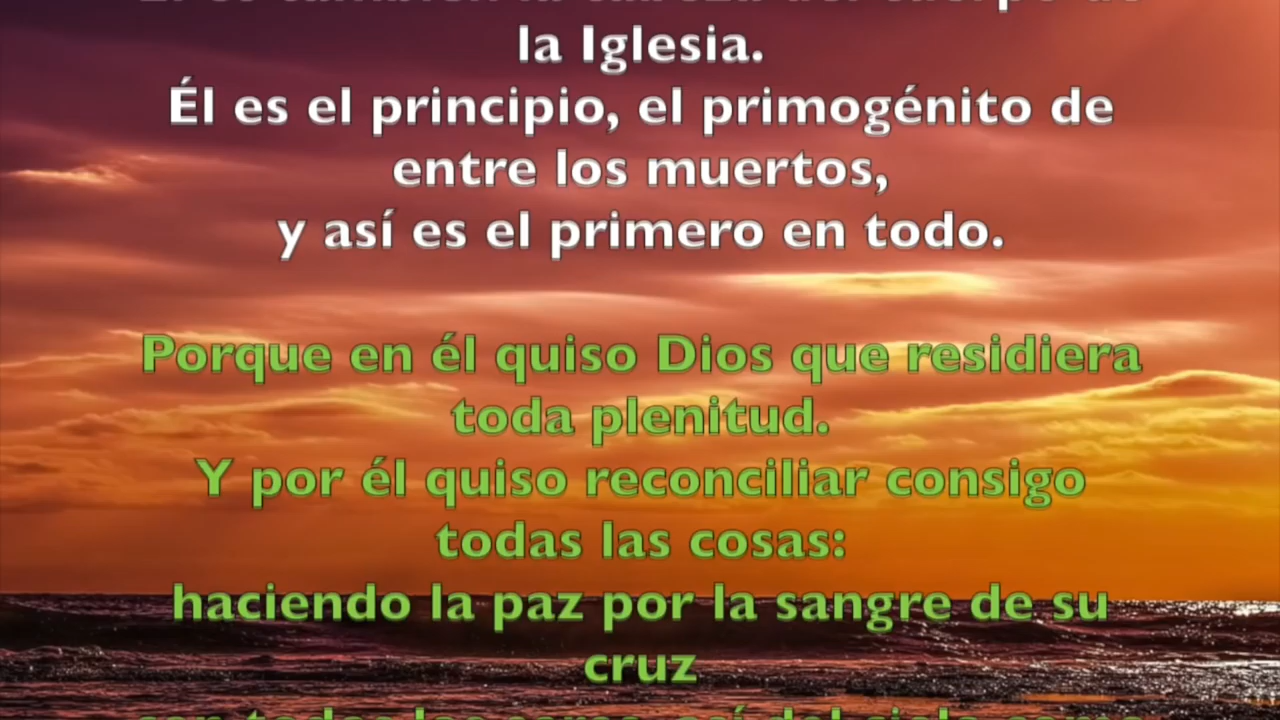 la Iglesia.
Él es el principio, el primogénito de
entre los muertos,
y así es el primero en todo.
Porque en él quiso Dios que residiera
toda plenitud.
Y por él quiso reconciliar consigo
todas las cosas:
haciendo la paz por la sangre de su
cruz